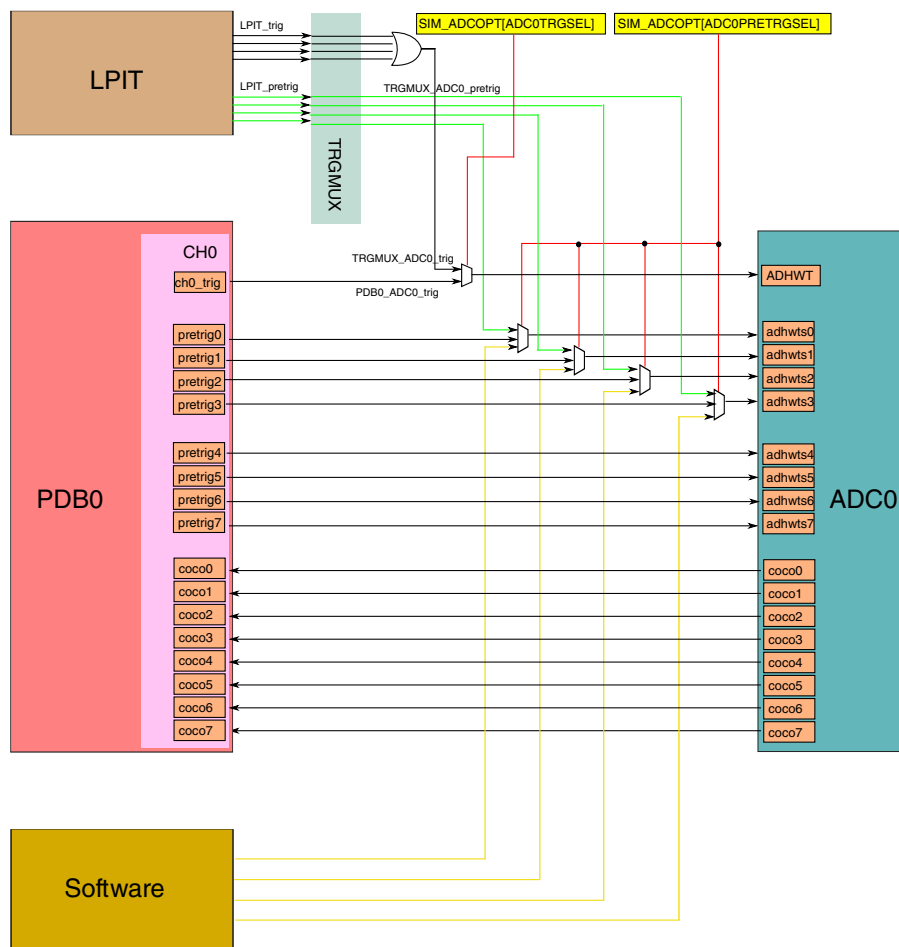 LPIT_trig
SIM_ADCOPT[ADC0TRGSEL]
SIM_ADCOPT[ADC0PRETRGSEL]
LPIT
LPIT_pretrig
TRGMUX_ADC0_pretrig
TRGMUX
CH0
TRGMUX_ADC0_trig
ch0_trig
PDB0_ADC0_trig
ADHWT
pretrig0
adhwts0
pretrig1
adhwts1
pretrig2
adhwts2
pretrig3
adhwts3
pretrig4
adhwts4
pretrig5
adhwts5
PDB0
pretrig6
adhwts6
ADC0
pretrig7
adhwts7
coco0
coco0
coco1
coco1
coco2
coco2
coco3
coco3
coco4
coco4
coco5
coco5
coco6
coco6
coco7
coco7
Software